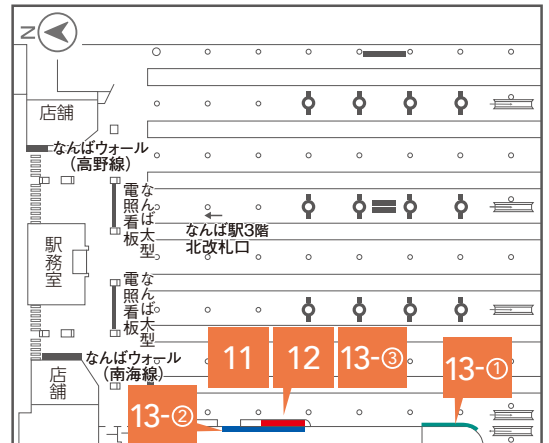 N
店舗
なんばウォール
(高野線)
なんば大型
電照看板
なんば駅3階
北改札口
駅務室
なんば大型
電照看板
なんばウォール
(南海線)
店舗
11
12
13-③
13-①
13-②